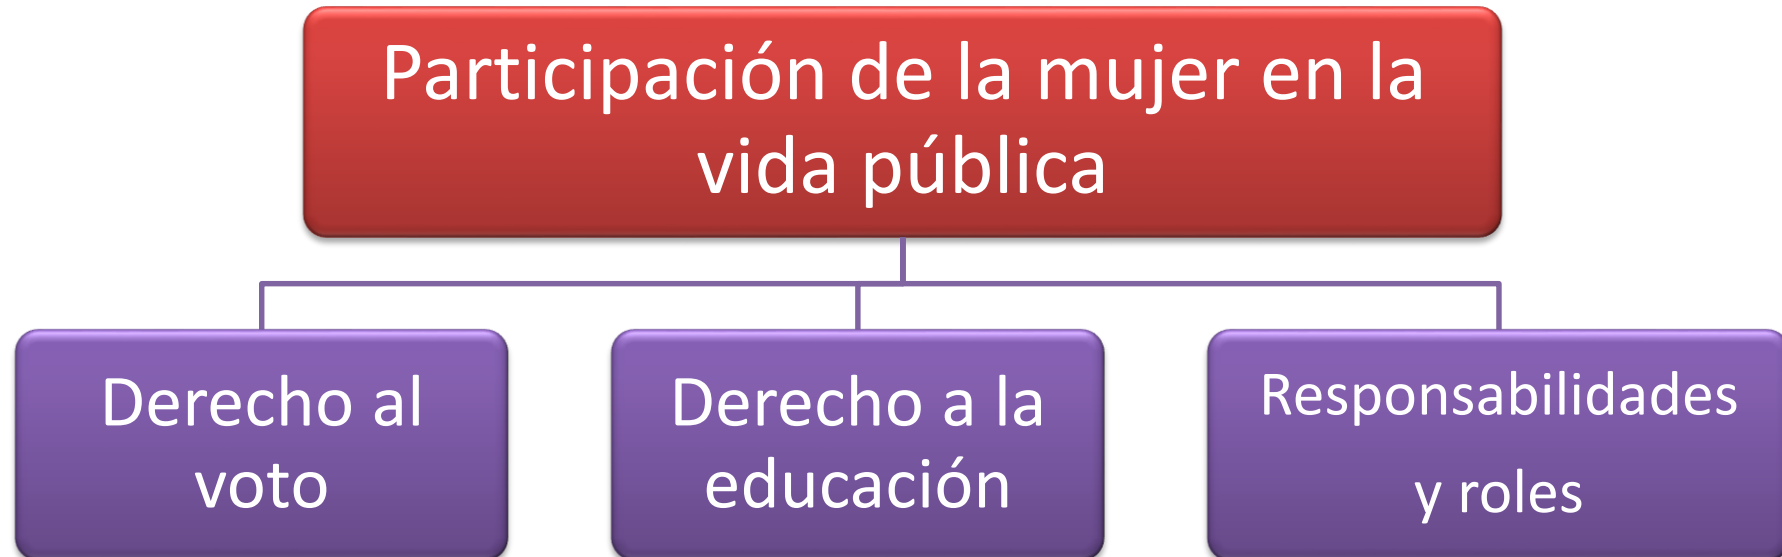 Participación de la mujer en la
vida pública
Derecho al
voto
Derecho a la
educación
Responsabilidades
y roles